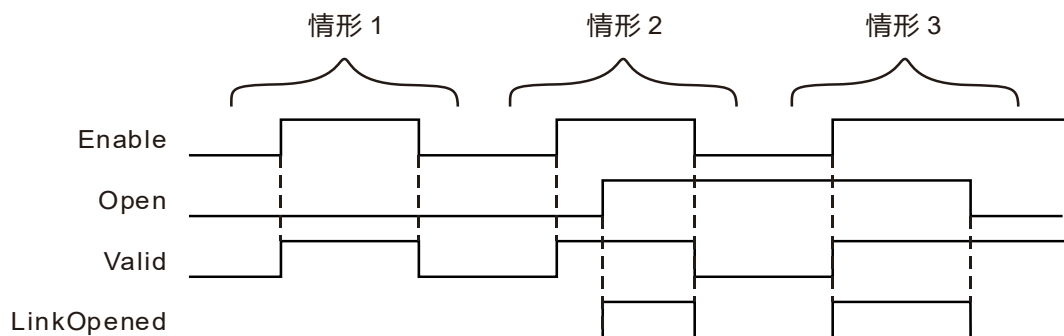 情形 1 情形 2 情形 3
Enable
Open
Valid
LinkOpened